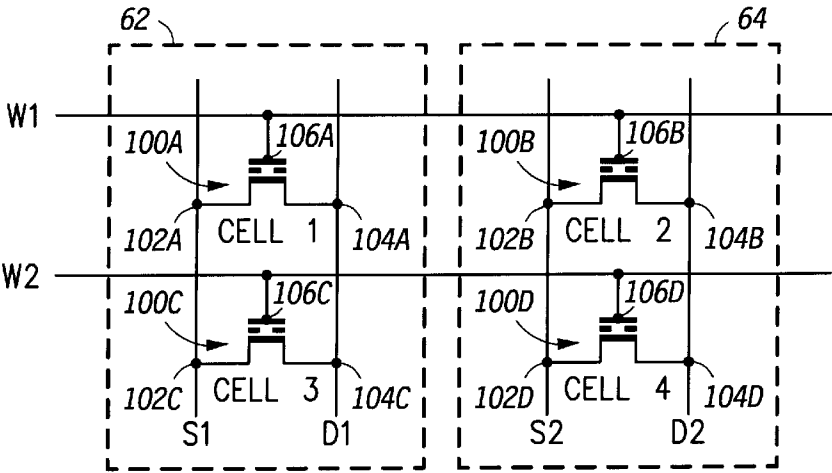 62
64
W1
100A
106A
100B
106B
102A
CELL 1
104A
102B
CELL 2
104B
W2
100C
106C
100D
106D
102C
CELL 3
104C
102D
CELL 4
104D
S1
D1
S2
D2